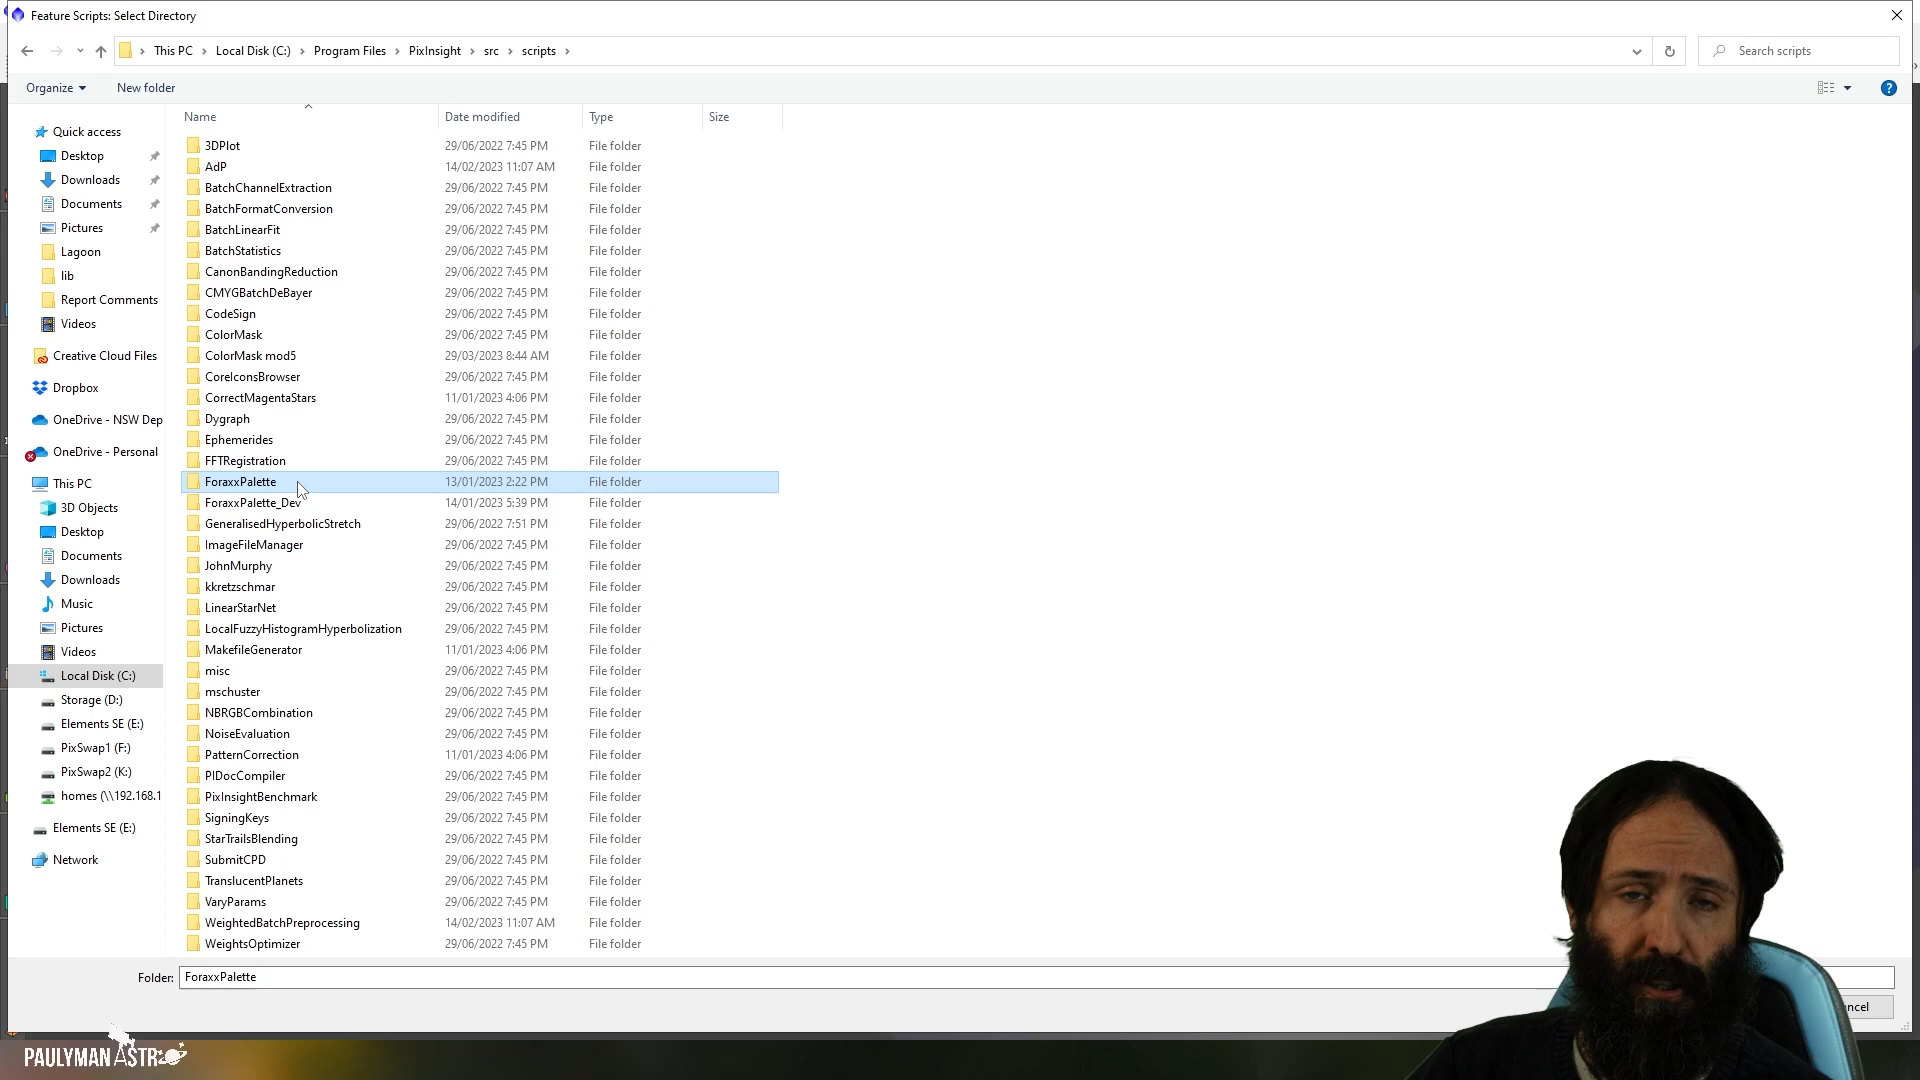 Feature Scripts: Select Directory
This PC
Local Disk (C:)
Program Files
PixInsight
src
scripts
Search scripts
Organize
New folder
Name
Date modified
Type
Size
Quick access
Desktop
Downloads
Documents
Pictures
Lagoon
lib
Report Comments
Videos
Creative Cloud Files
Dropbox
OneDrive - NSW Dep
OneDrive - Personal
This PC
3D Objects
Desktop
Documents
Downloads
Music
Pictures
Videos
Local Disk (C:)
Storage (D:)
Elements SE (E:)
PixSwap1 (F:)
PixSwap2 (K:)
homes (\\192.168.1
Elements SE (E:)
Network
3DPlot 29/06/2022 7:45 PM File folder
AdP 14/02/2023 11:07 AM File folder
BatchChannelExtraction 29/06/2022 7:45 PM File folder
BatchFormatConversion 29/06/2022 7:45 PM File folder
BatchLinearFit 29/06/2022 7:45 PM File folder
BatchStatistics 29/06/2022 7:45 PM File folder
CanonBandingReduction 29/06/2022 7:45 PM File folder
CMYGBatchDeBayer 29/06/2022 7:45 PM File folder
CodeSign 29/06/2022 7:45 PM File folder
ColorMask 29/06/2022 7:45 PM File folder
ColorMask mod5 29/03/2023 8:44 AM File folder
CoreIconsBrowser 29/06/2022 7:45 PM File folder
CorrectMagentaStars 11/01/2023 4:06 PM File folder
Dygraph 29/06/2022 7:45 PM File folder
Ephemerides 29/06/2022 7:45 PM File folder
FFTRegistration 29/06/2022 7:45 PM File folder
ForaxxPalette 13/01/2023 2:22 PM File folder
ForaxxPalette_Dev 14/01/2023 5:39 PM File folder
GeneralisedHyperbolicStretch 29/06/2022 7:51 PM File folder
ImageFileManager 29/06/2022 7:45 PM File folder
JohnMurphy 29/06/2022 7:45 PM File folder
kkretzschmar 29/06/2022 7:45 PM File folder
LinearStarNet 29/06/2022 7:45 PM File folder
LocalFuzzyHistogramHyperbolization 29/06/2022 7:45 PM File folder
MakefileGenerator 11/01/2023 4:06 PM File folder
misc 29/06/2022 7:45 PM File folder
mschuster 29/06/2022 7:45 PM File folder
NBRGBCombination 29/06/2022 7:45 PM File folder
NoiseEvaluation 29/06/2022 7:45 PM File folder
PatternCorrection 11/01/2023 4:06 PM File folder
PIDocCompiler 29/06/2022 7:45 PM File folder
PixInsightBenchmark 29/06/2022 7:45 PM File folder
SigningKeys 29/06/2022 7:45 PM File folder
StarTrailsBlending 29/06/2022 7:45 PM File folder
SubmitCPD 29/06/2022 7:45 PM File folder
TranslucentPlanets 29/06/2022 7:45 PM File folder
VaryParams 29/06/2022 7:45 PM File folder
WeightedBatchPreprocessing 14/02/2023 11:07 AM File folder
WeightsOptimizer 29/06/2022 7:45 PM File folder
Folder: ForaxxPalette
ncel
PAULYMAN ASTRO